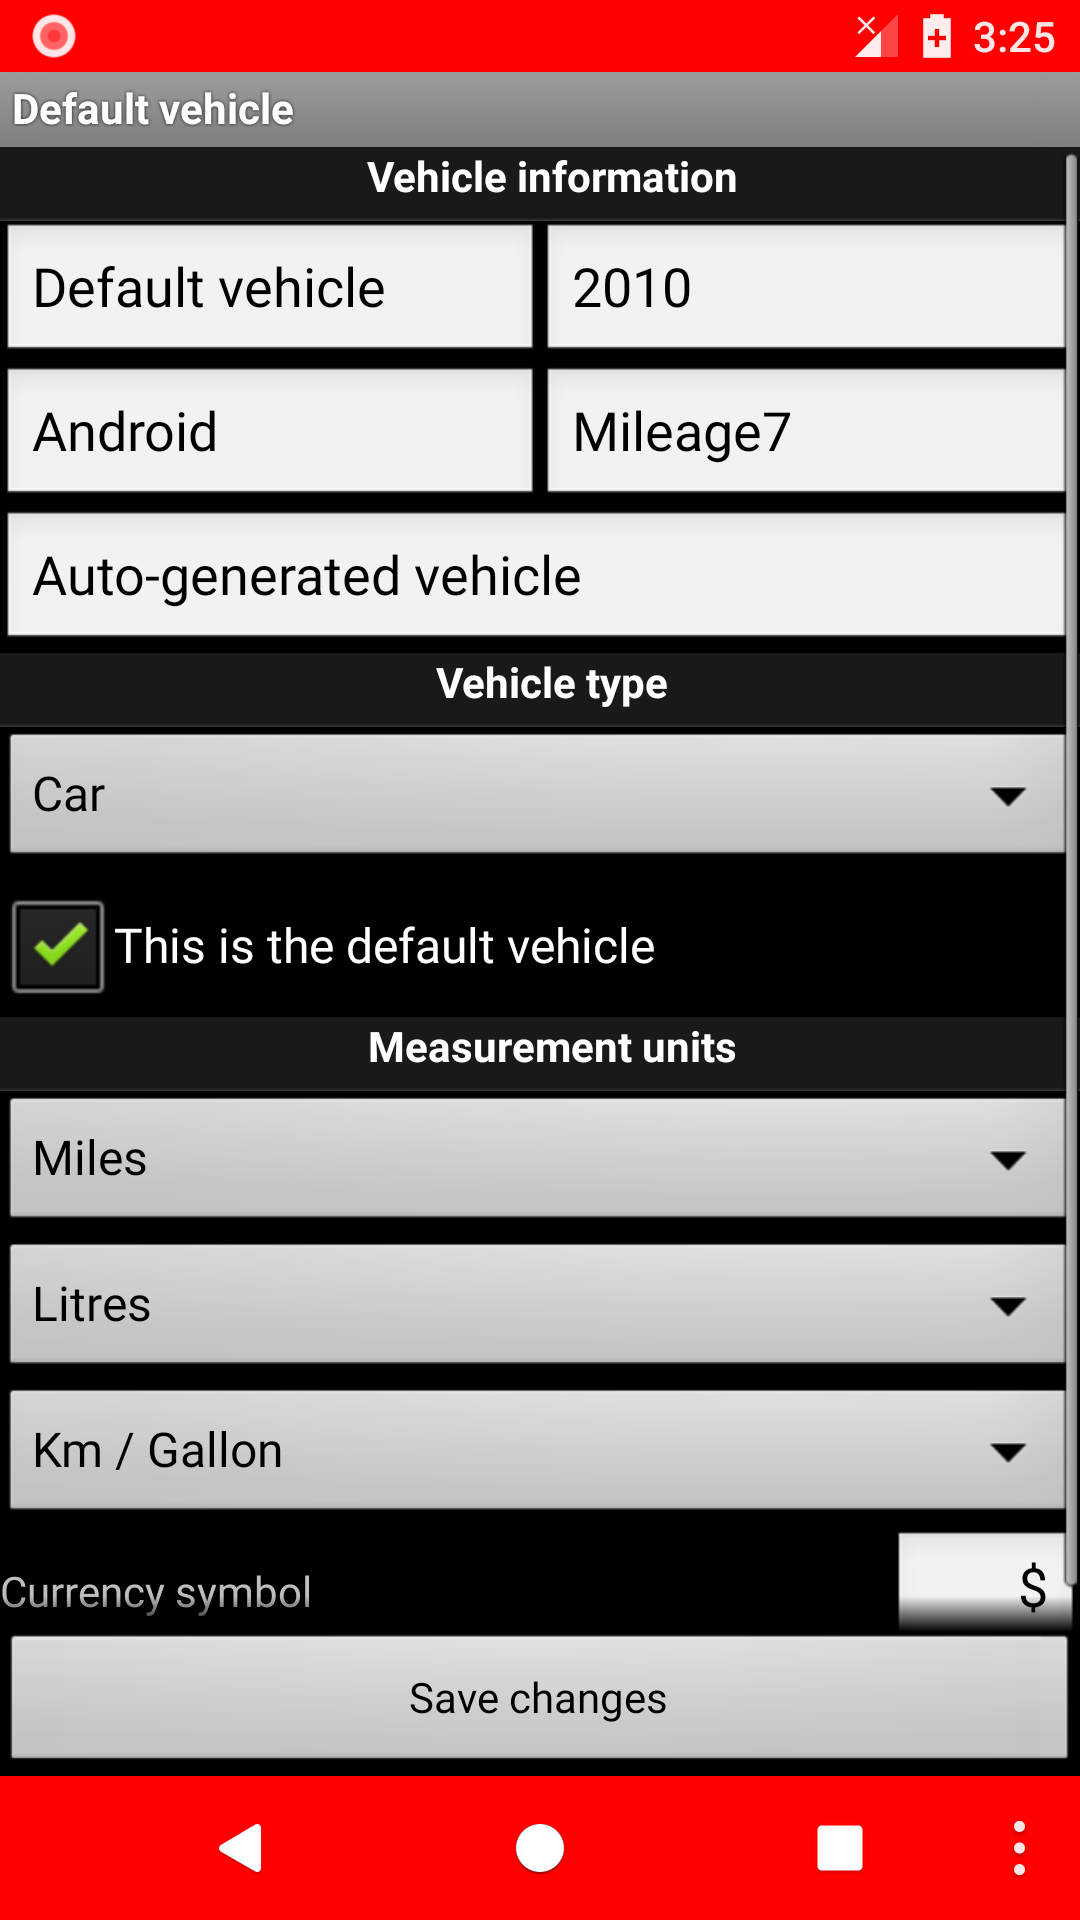 3:25
Default vehicle
Vehicle information
Default vehicle 2010
Android Mileage7
Auto-generated vehicle
Vehicle type
Car
This is the default vehicle
Measurement units
Miles
Litres
Km / Gallon
Currency symbol $
Save changes